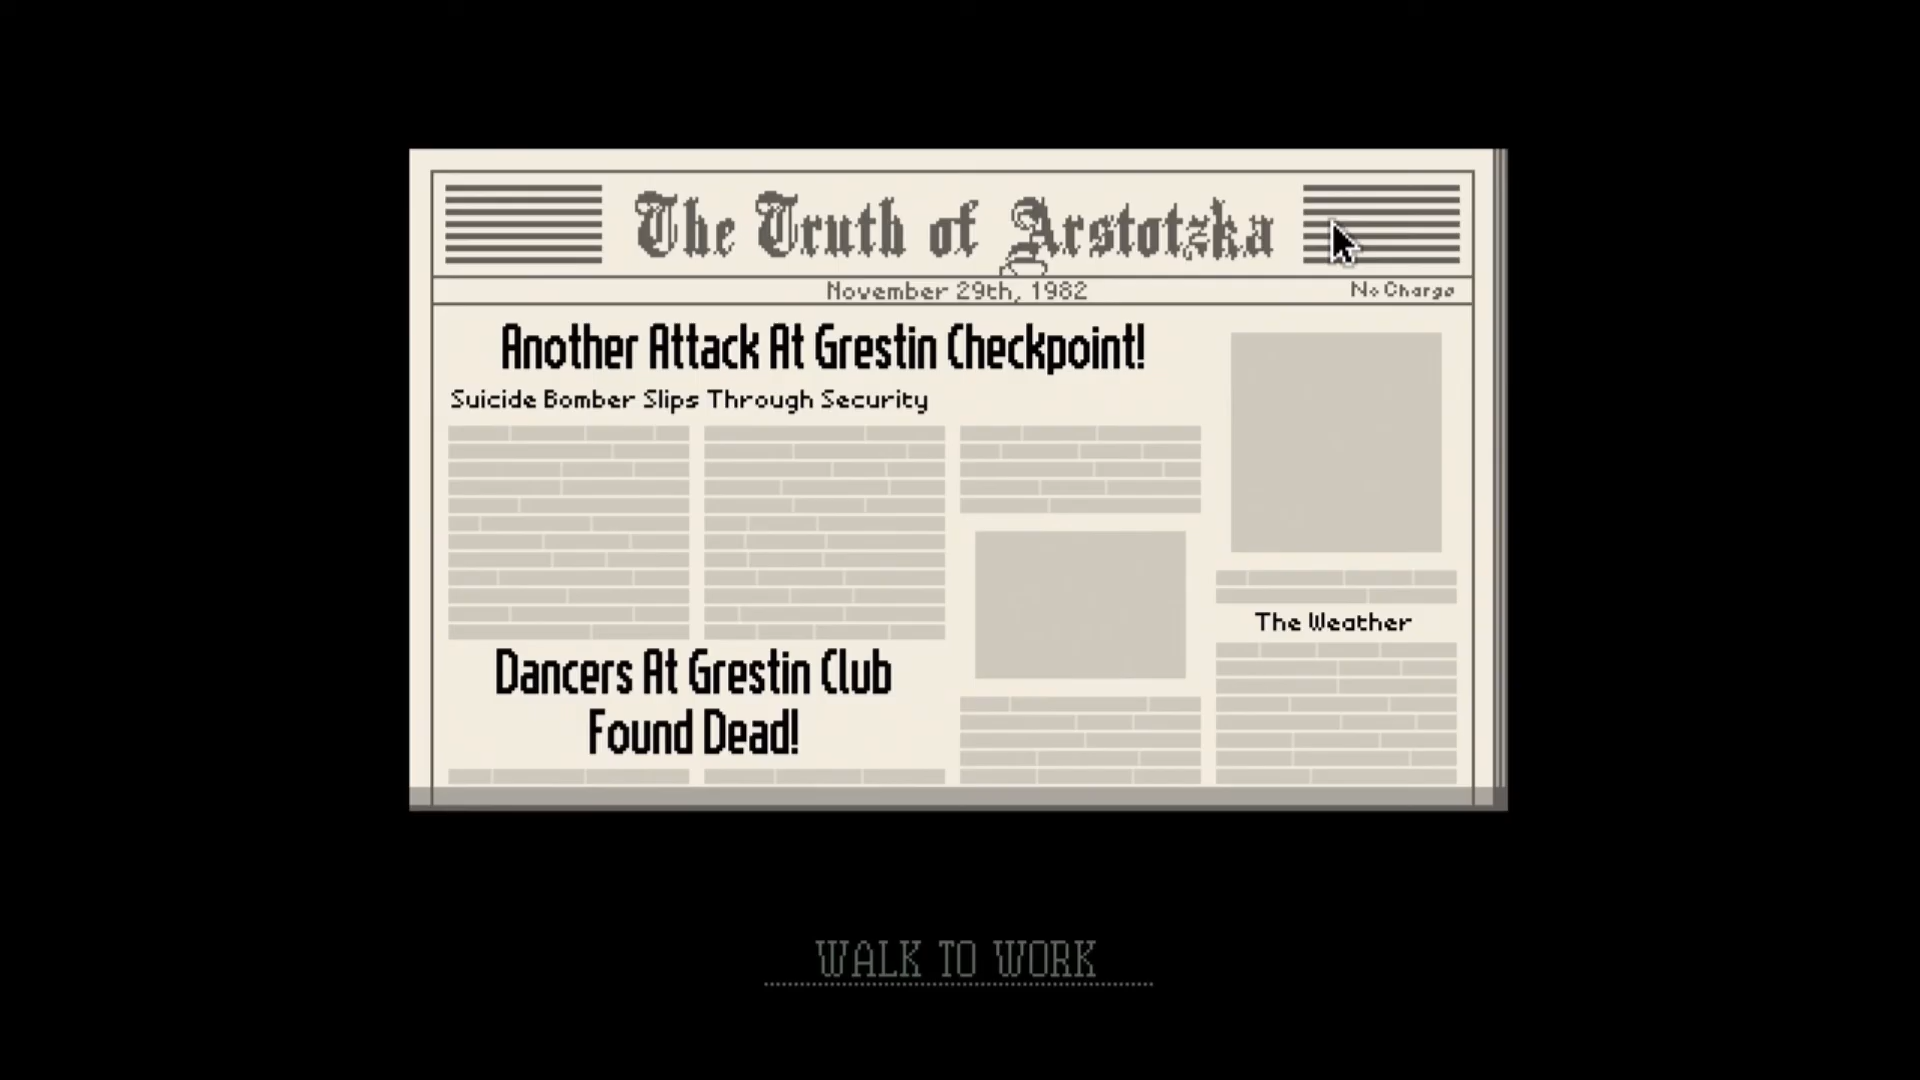 The Truth of Arstotzka
November 29th, 1982
No Charge
Another Attack At Grestin Checkpoint!
Suicide Bomber Slips Through Security
Dancers At Grestin Club
Found Dead!
The Weather
WALK TO WORK